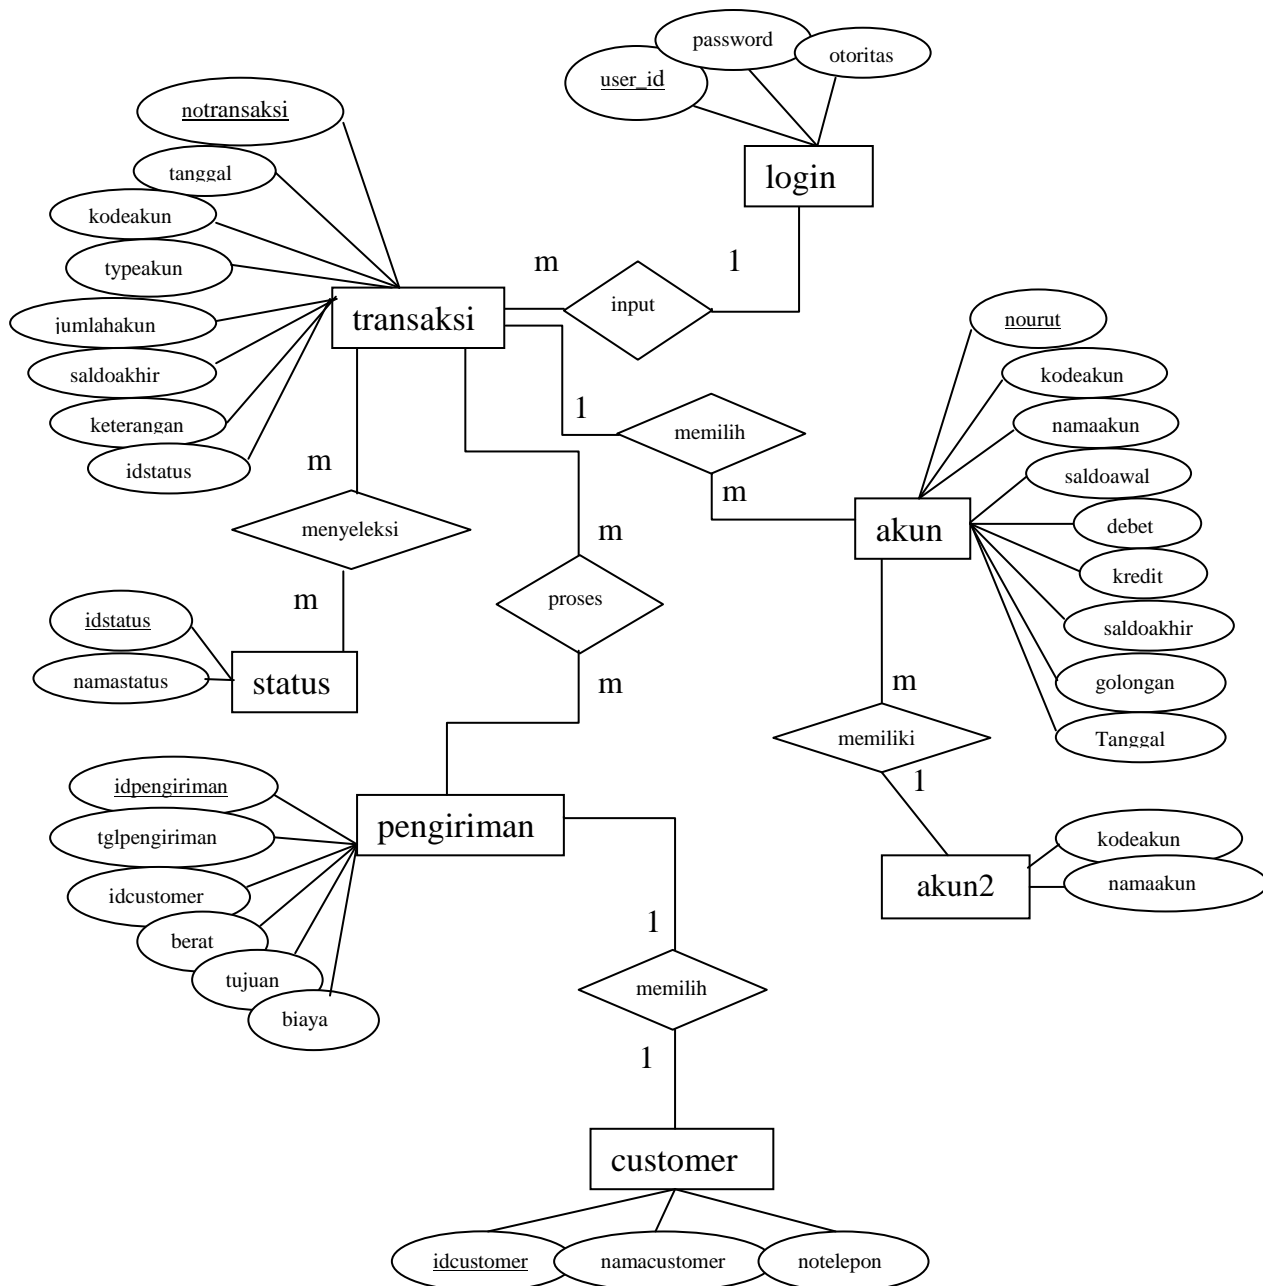 password
otoritas
user_id
notransaksi
tanggal
login
kodeakun
typeakun
m
1
input
transaksi
jumlahakun
nourut
saldoakhir
kodeakun
1
keterangan
memilih
namaakun
m
idstatus
saldoawal
m
menyeleksi
m
akun
debet
kredit
m
proses
idstatus
saldoakhir
namastatus
status
m
m
golongan
memiliki
Tanggal
idpengiriman
1
pengiriman
tglpengiriman
kodeakun
idcustomer
akun2
namaakun
berat
1
tujuan
memilih
biaya
1
customer
idcustomer
namacustomer
notelepon